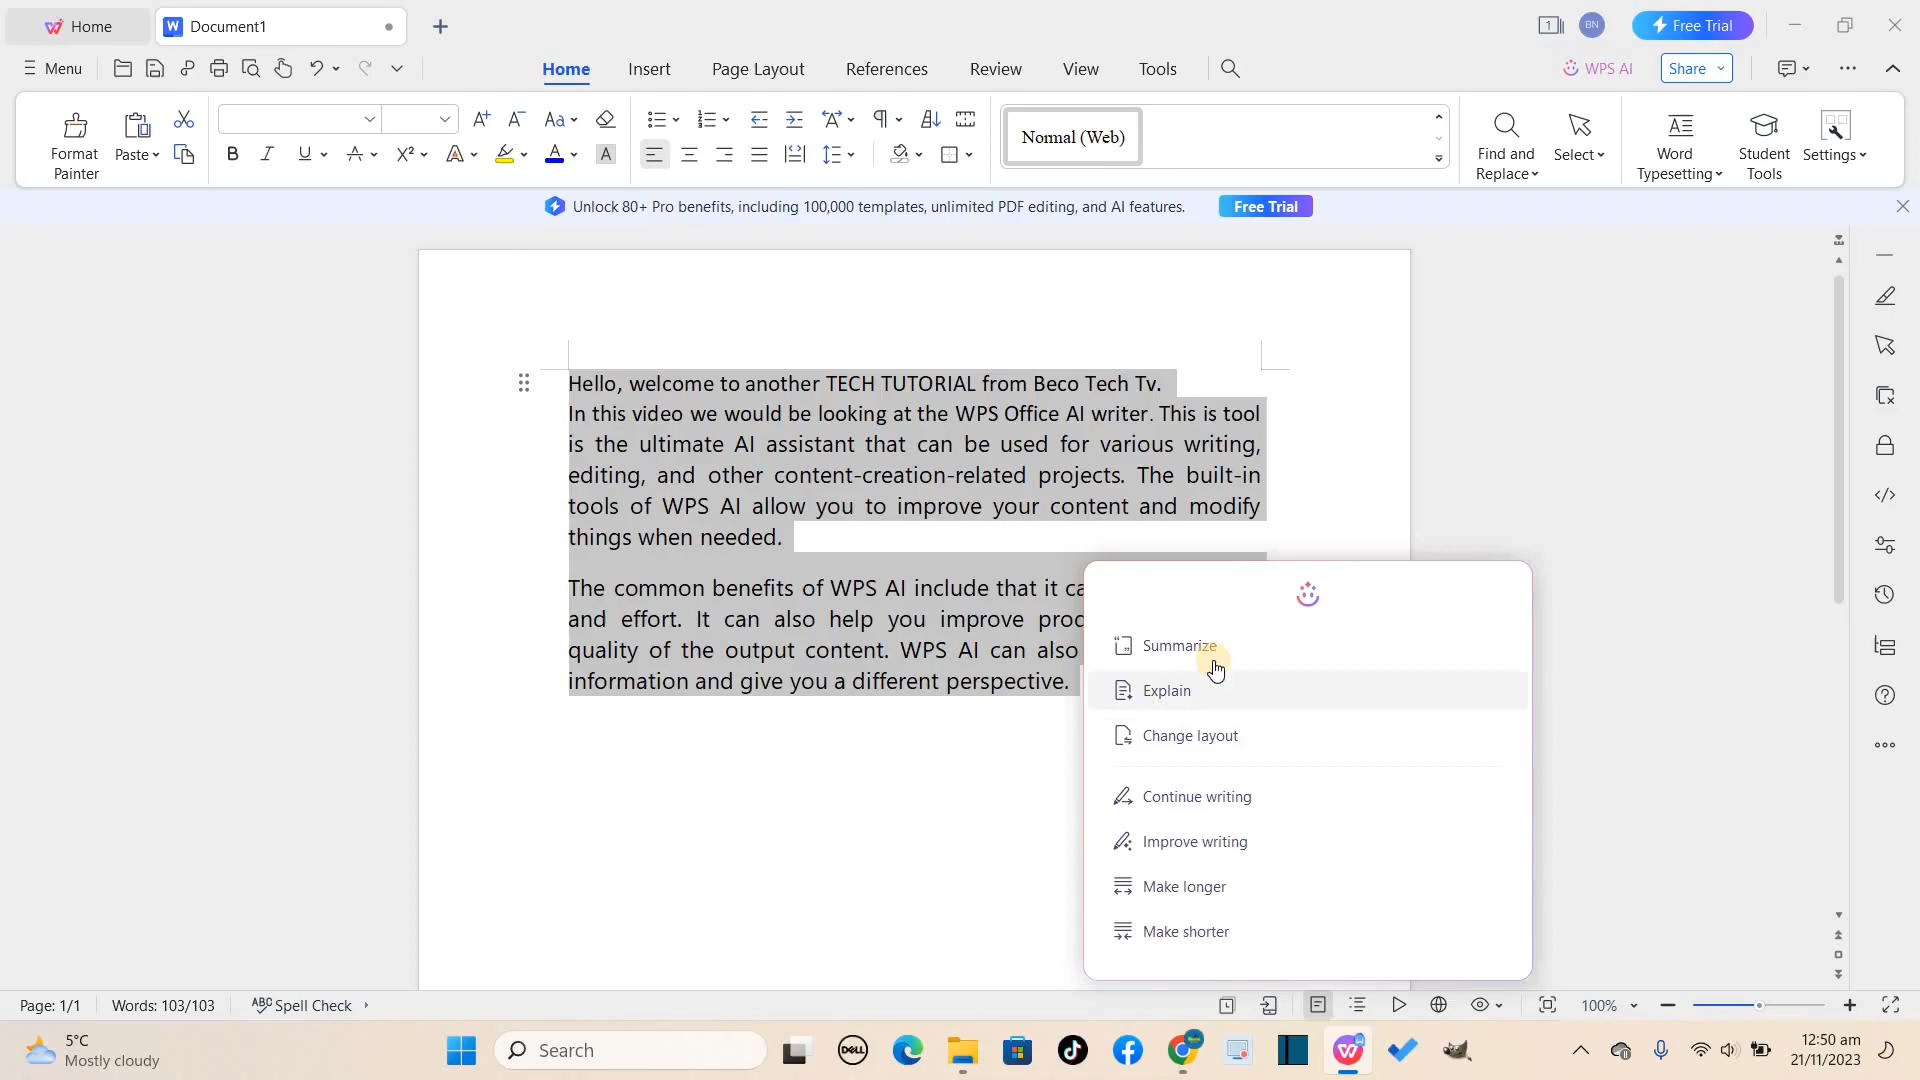 Home
Document1
BN
Free Trial
Menu
Home
Insert
Page Layout
References
Review
View
Tools
WPS AI
Share
Format
Painter
Paste
Normal (Web)
Find and
Replace
Select
Word
Typesetting
Student
Tools
Settings
Unlock 80+ Pro benefits, including 100,000 templates, unlimited PDF editing, and AI features.
Free Trial
Hello, welcome to another TECH TUTORIAL from Beco Tech Tv.
In this video we would be looking at the WPS Office AI writer. This is tool
is the ultimate AI assistant that can be used for various writing,
editing, and other content-creation-related projects. The built-in
tools of WPS AI allow you to improve your content and modify
things when needed.
The common benefits of WPS AI include that it
and effort. It can also help you improve
quality of the output content. WPS AI can also
information and give you a different perspective.
Summarize
Explain
Change layout
Continue writing
Improve writing
Make longer
Make shorter
Page: 1/1
Words: 103/103
Spell Check
100%
5°C
Mostly cloudy
Search
DELL
12:50 am
21/11/2023